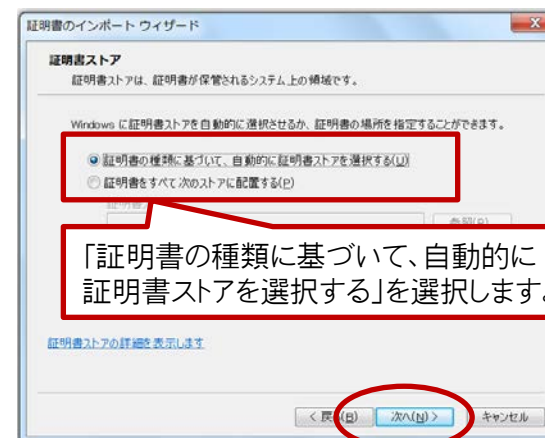 証明書のインポート ウィザード
証明書ストア
証明書ストアは、証明書が保管されるシステム上の領域です。
Windows に証明書ストアを自動的に選択させるか、証明書の場所を指定することができます。
証明書の種類に基づいて、自動的に証明書ストアを選択する(U)
証明書をすべて次のストアに配置する(P)
参照(R)
「証明書の種類に基づいて、自動的に
証明書ストアを選択する」を選択します。
証明書ストアの詳細を表示します
< 戻る(B) 次へ(N) > キャンセル